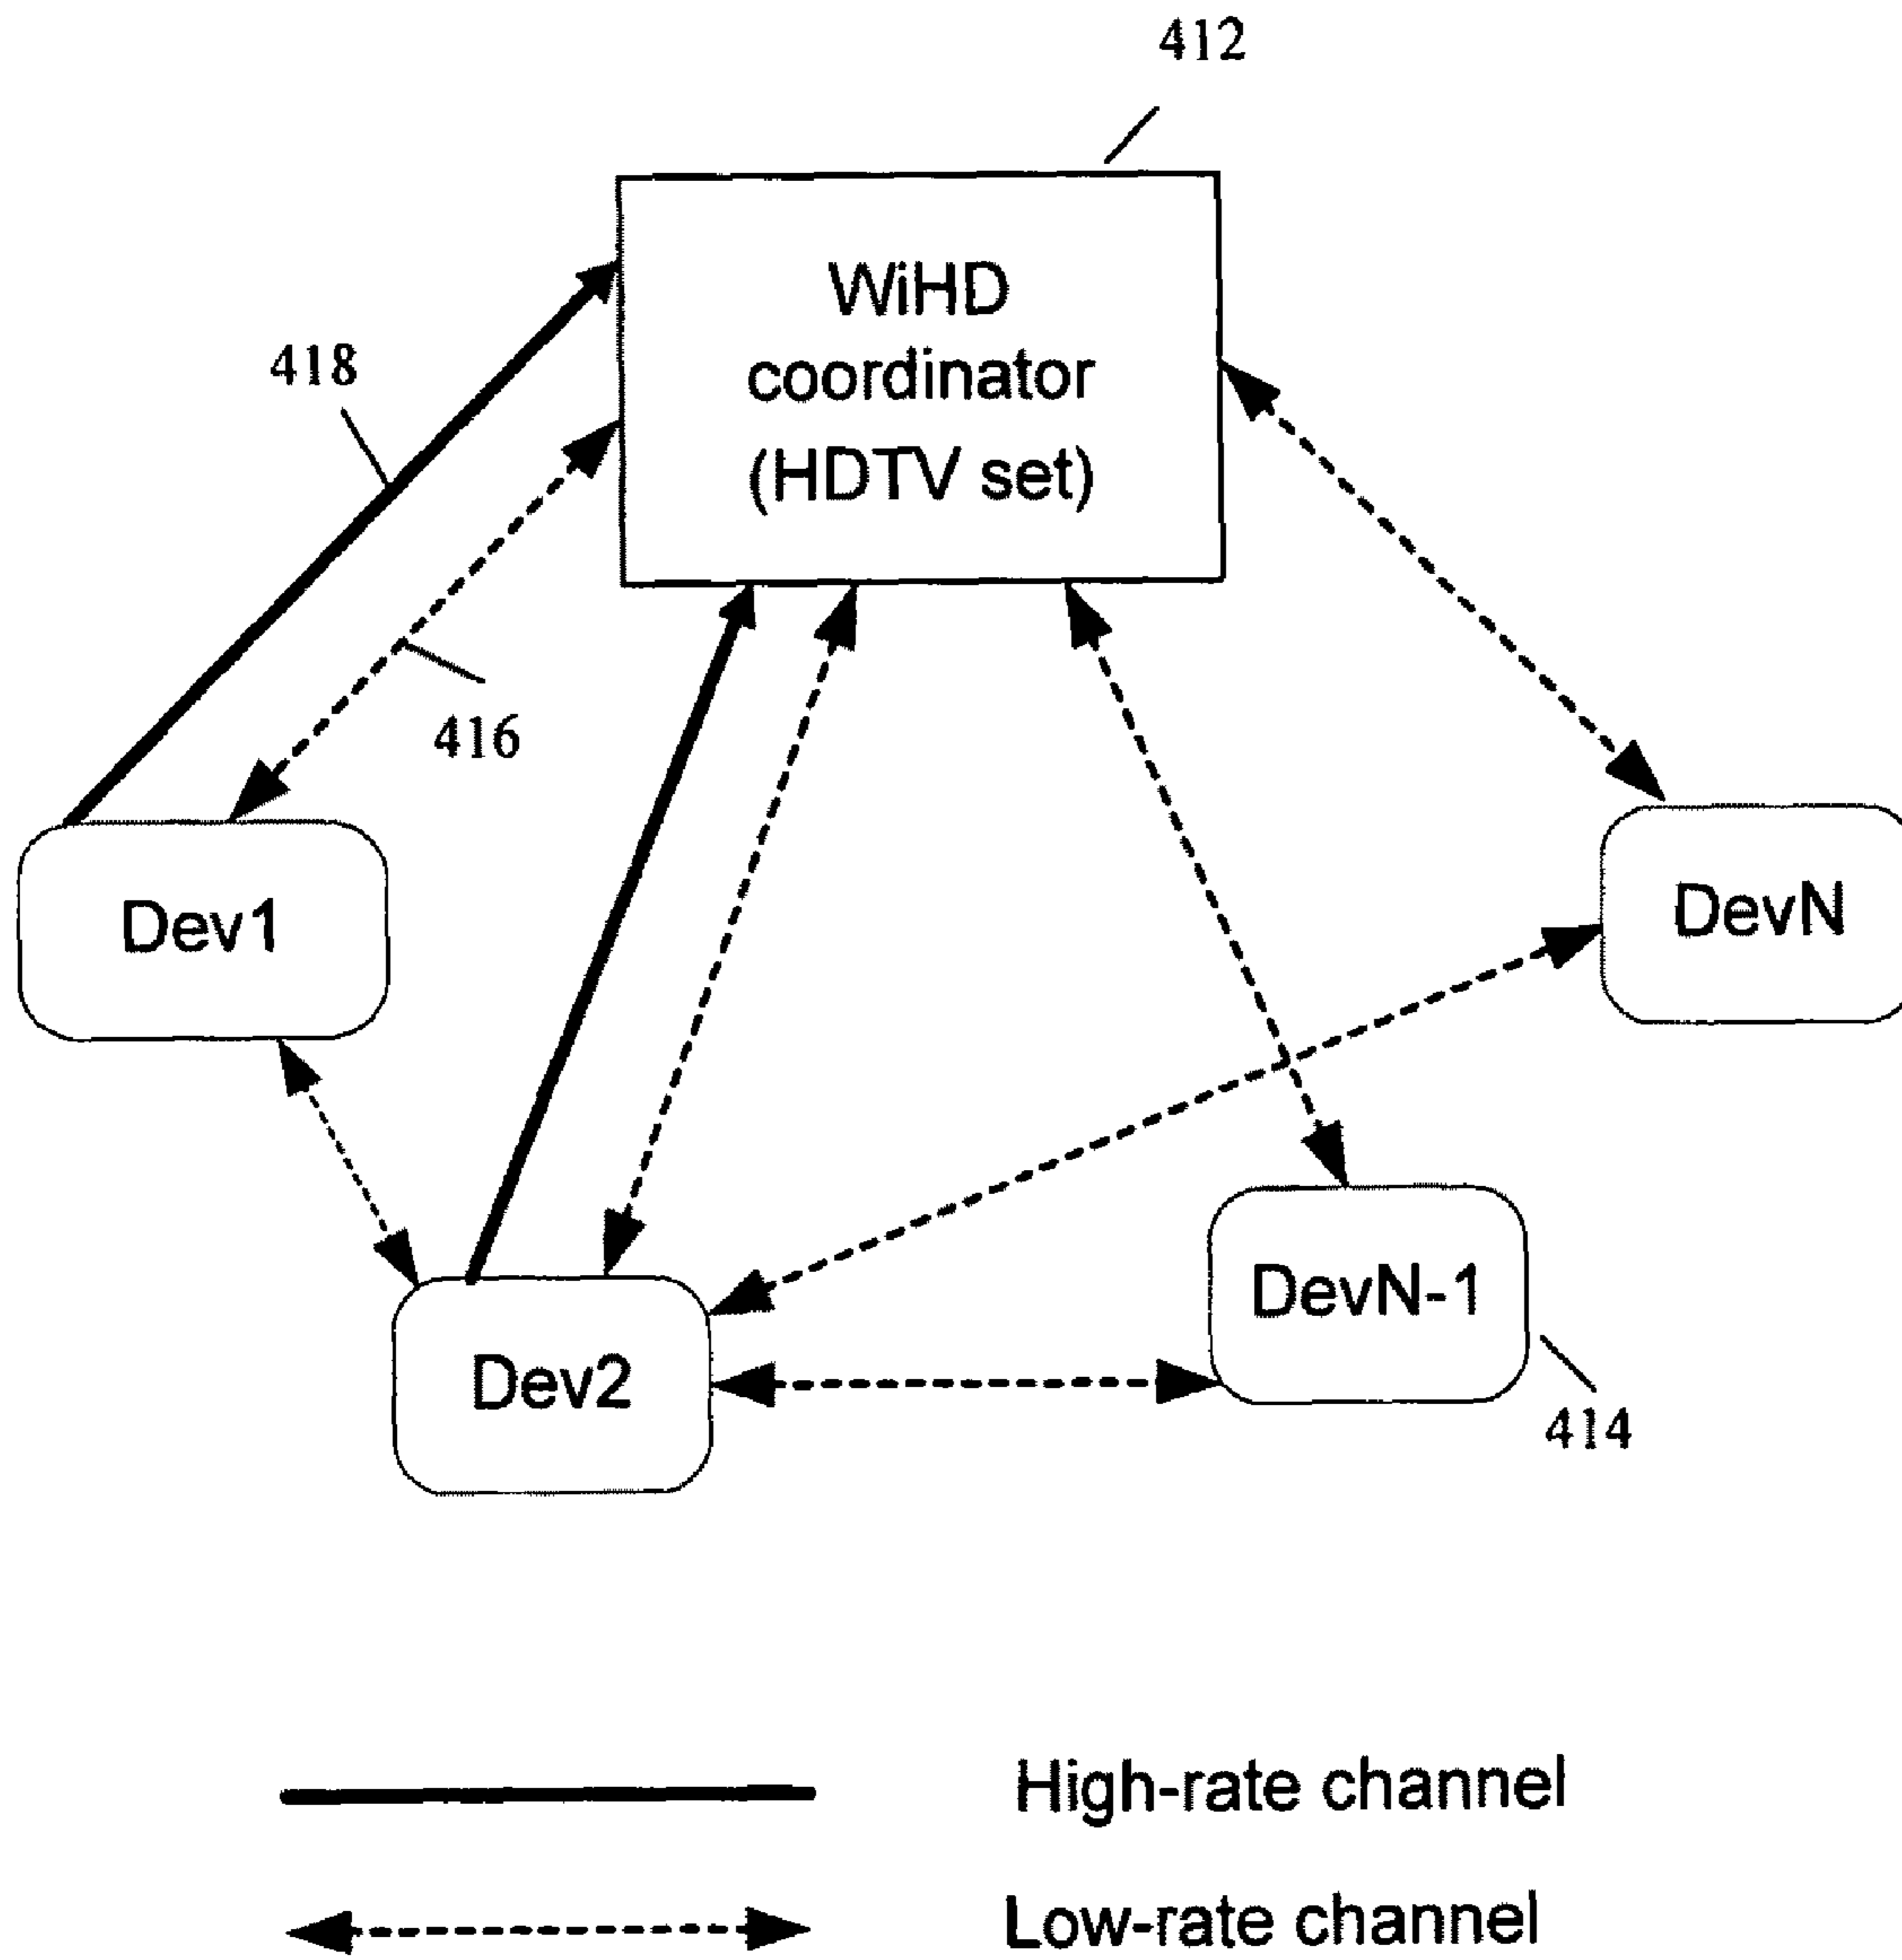 412
WiHD
coordinator
(HDTV set)
418
416
Dev1
DevN
DevN-1
Dev2
414
High-rate channel
Low-rate channel